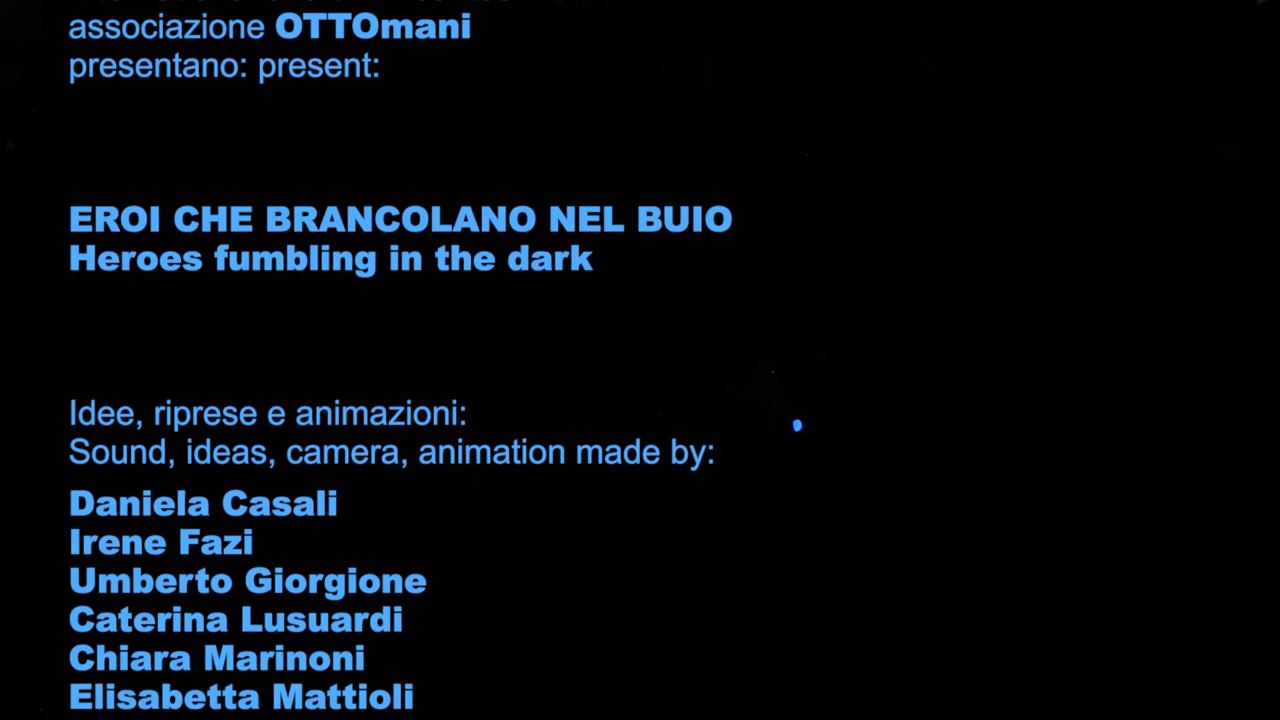 associazione OTTOmani
presentano: present:
EROI CHE BRANCOLANO NEL BUIO
Heroes fumbling in the dark
Idee, riprese e animazioni:
Sound, ideas, camera, animation made by:
Daniela Casali
Irene Fazi
Umberto Giorgione
Caterina Lusuardi
Chiara Marinoni
Elisabetta Mattioli